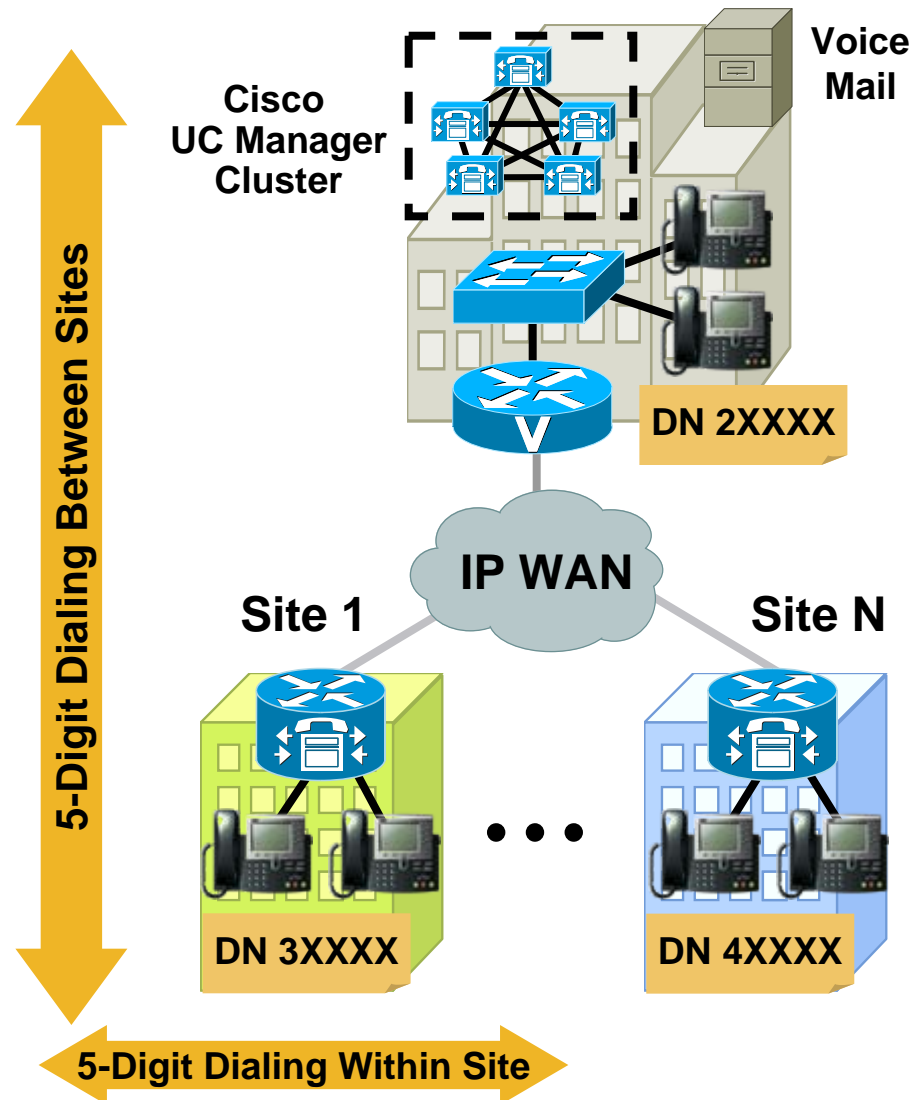 Voice
Mail
Cisco
UC Manager
Cluster
5-Digit Dialing Between Sites
DN 2XXXX
V
IP WAN
Site 1
Site N
DN 3XXXX
DN 4XXXX
5-Digit Dialing Within Site